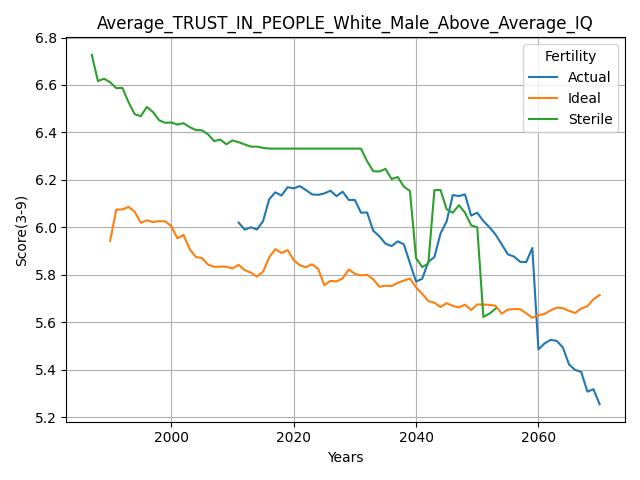 Average_TRUST_IN_PEOPLE_White_Male_Above_Average_IQ
Score(3-9)
6.8
6.6
6.4
6.2
6.0
5.8
5.6
5.4
5.2
Fertility
Actual
Ideal
Sterile
2000
2020
2040
2060
Years